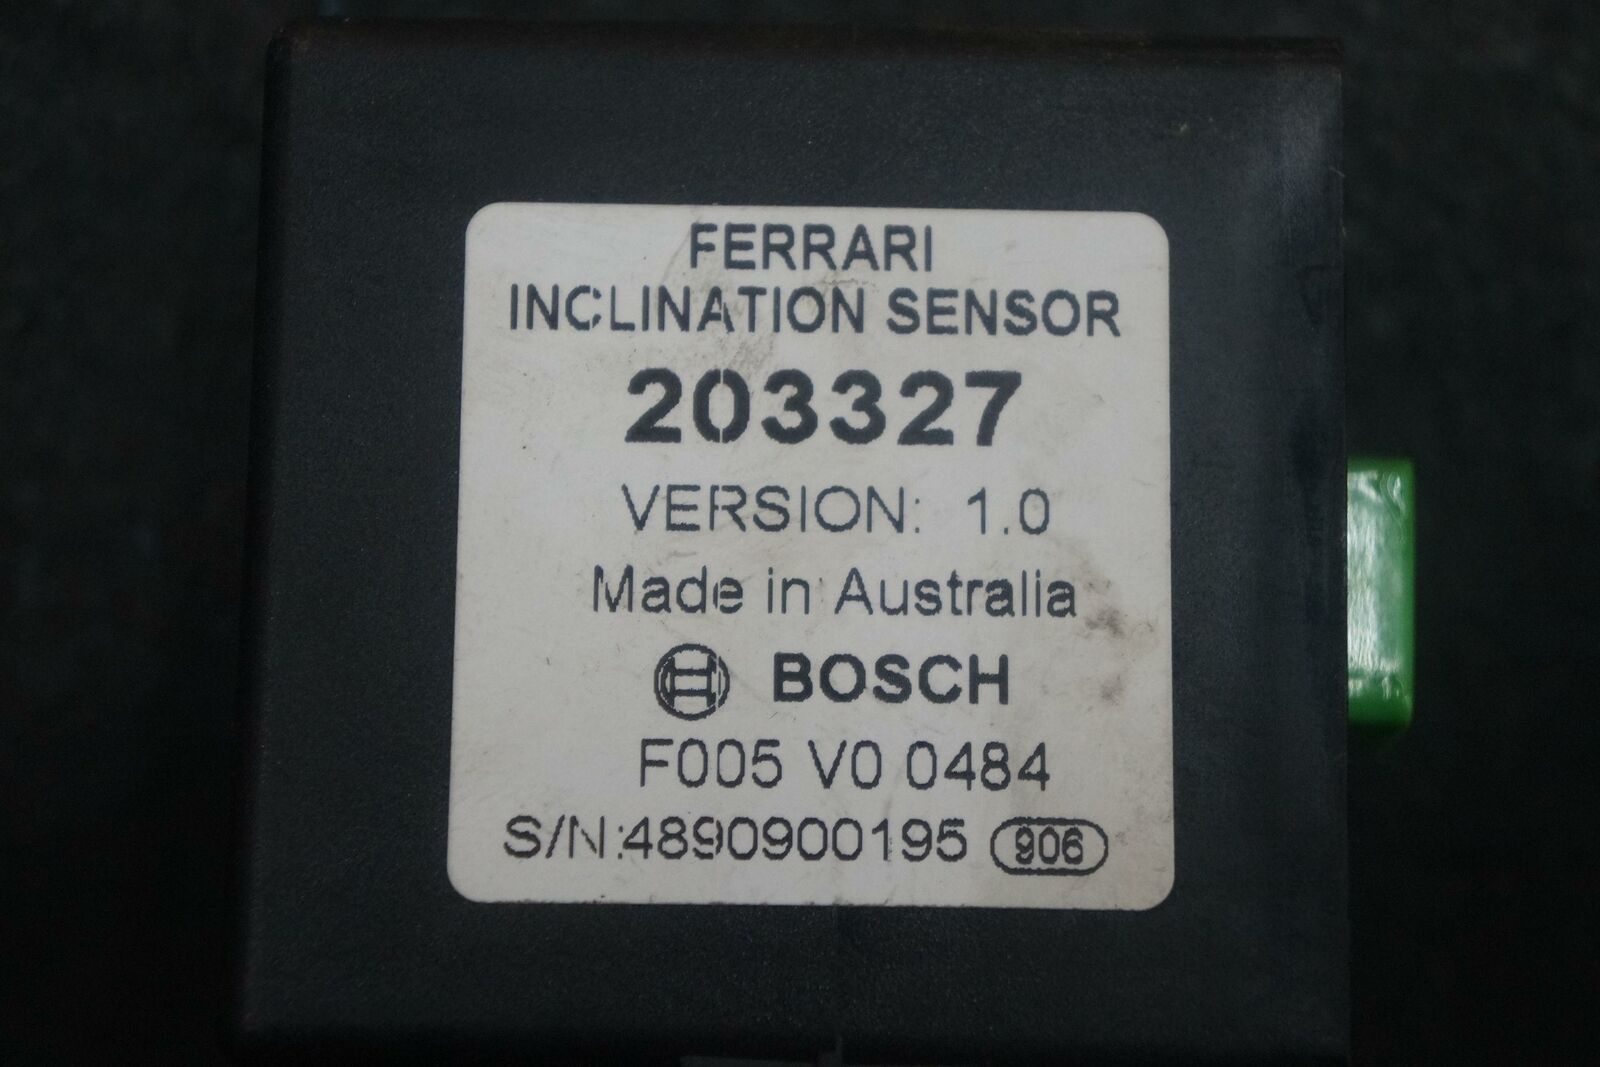 FERRARI
INCLINATION SENSOR
203327
VERSION: 1.0
Made in Australia
BOSCH
F005 V0 0484
S/N:4890900195 906